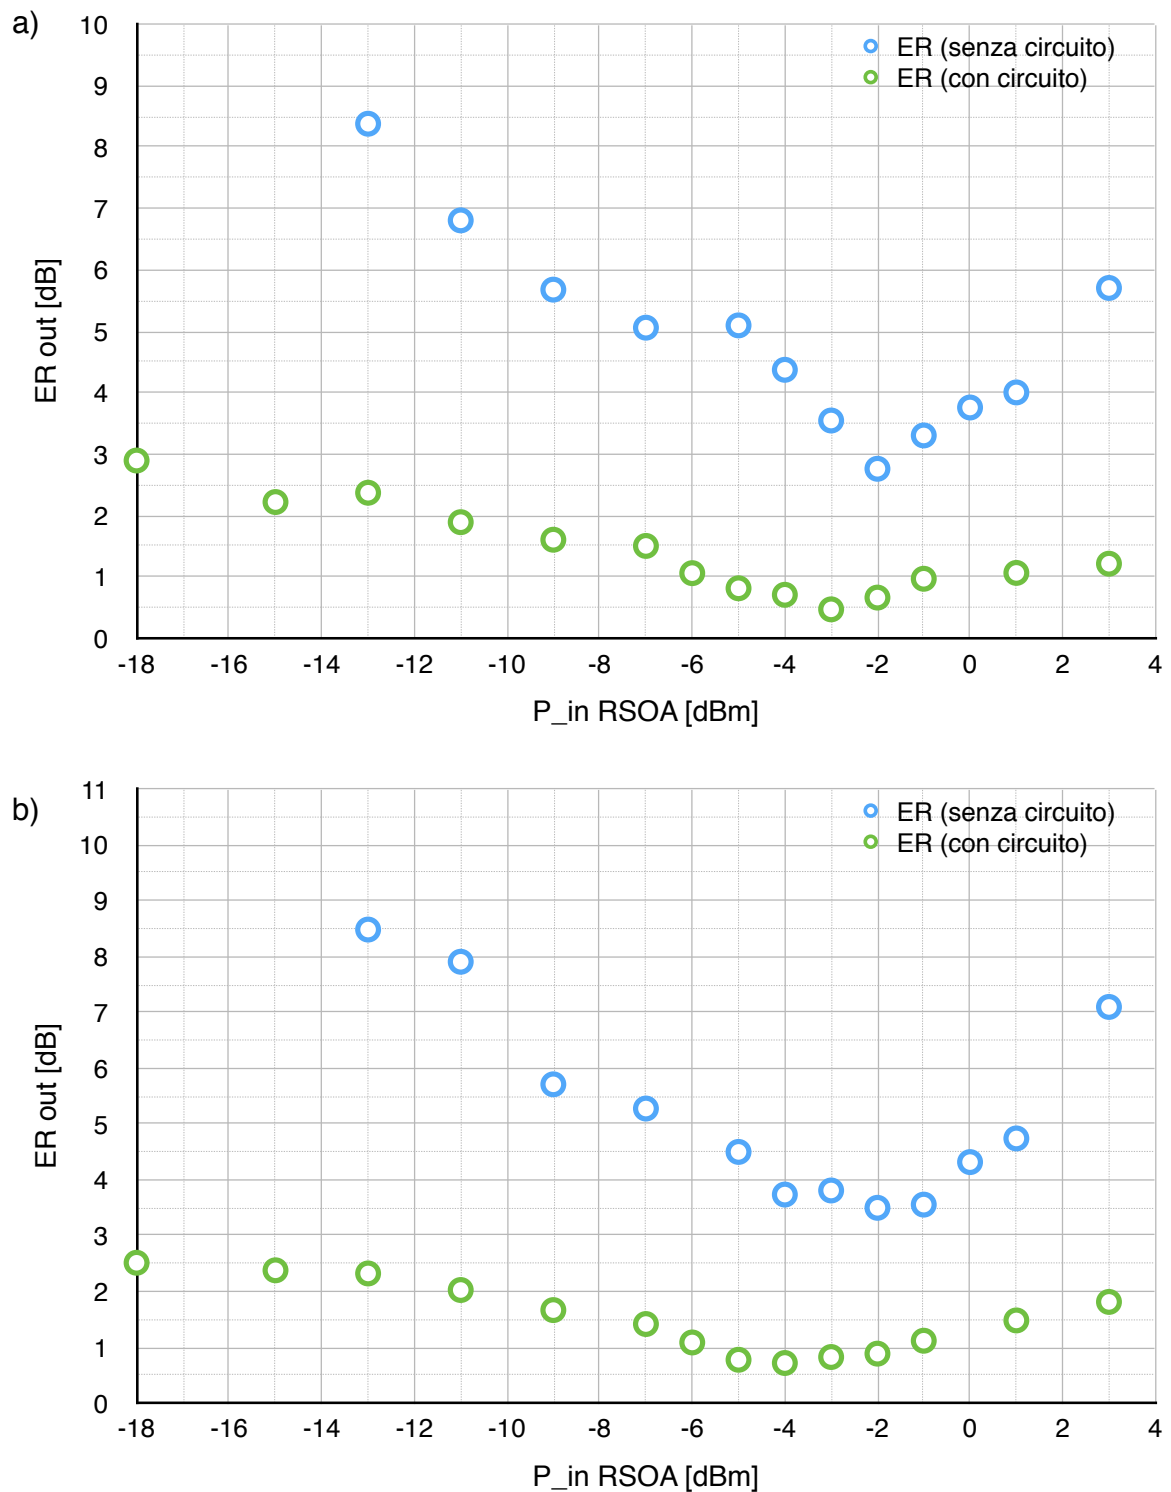 a)
10
9
8
7
6
5
4
3
2
1
0
ER out [dB]
ER (senza circuito)
ER (con circuito)
-18 -16 -14 -12 -10 -8 -6 -4 -2 0 2 4
P_in RSOA [dBm]
b)
11
10
9
8
7
6
5
4
3
2
1
0
ER out [dB]
ER (senza circuito)
ER (con circuito)
-18 -16 -14 -12 -10 -8 -6 -4 -2 0 2 4
P_in RSOA [dBm]